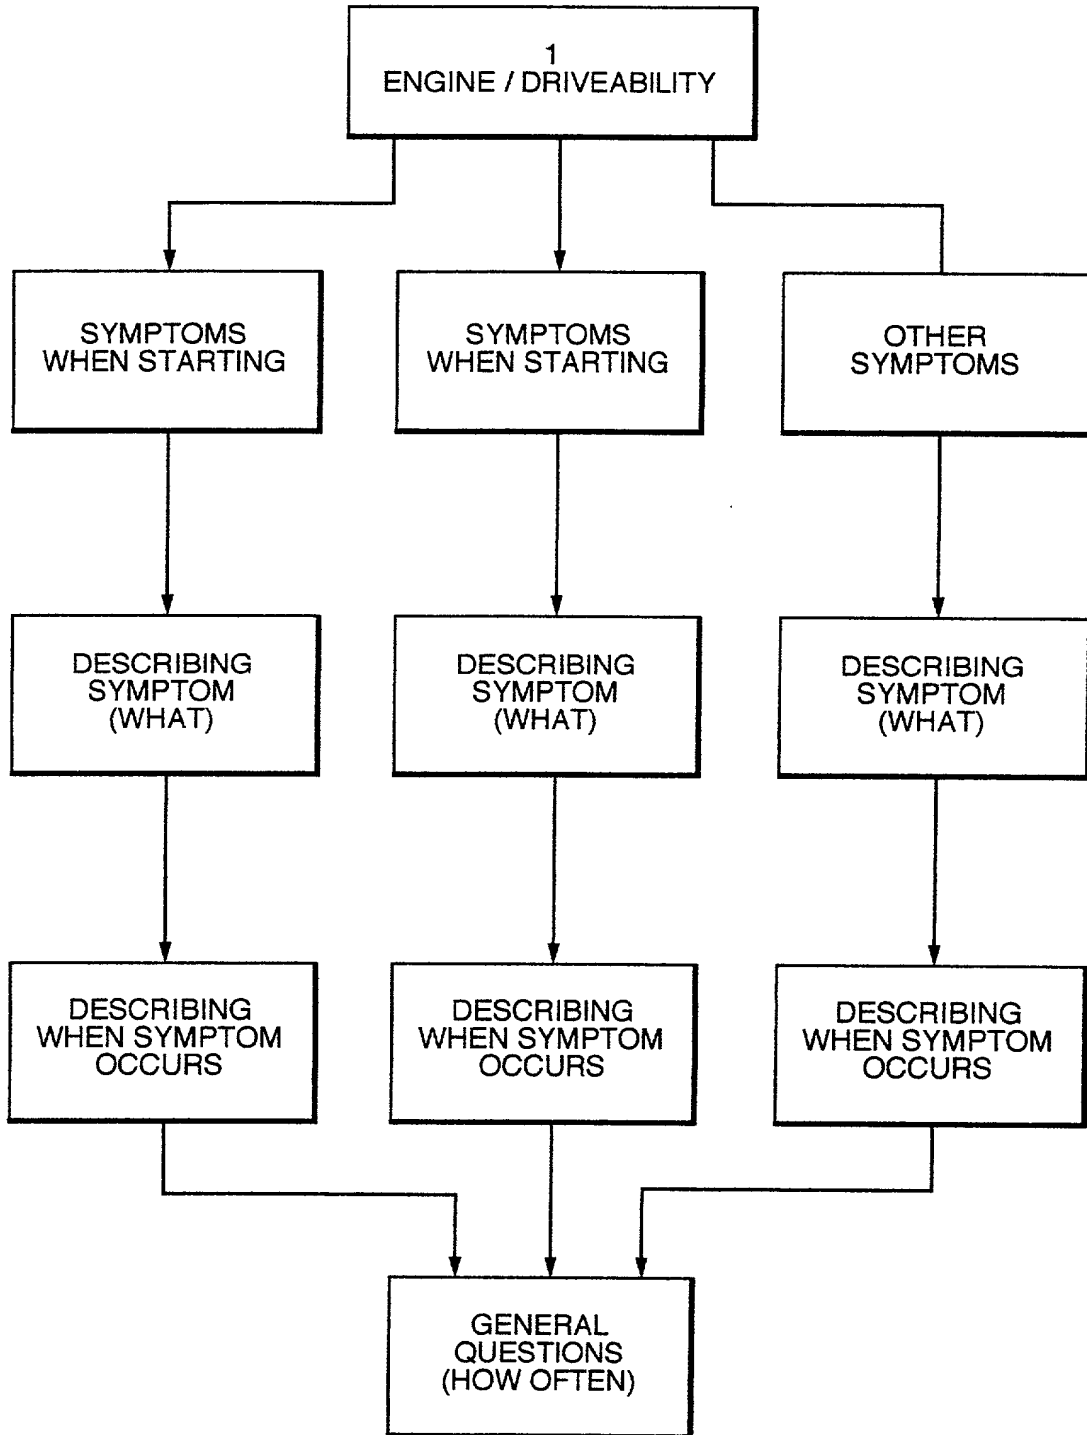 1
ENGINE / DRIVEABILITY
SYMPTOMS
WHEN STARTING
SYMPTOMS
WHEN STARTING
OTHER
SYMPTOMS
DESCRIBING
SYMPTOM
(WHAT)
DESCRIBING
SYMPTOM
(WHAT)
DESCRIBING
SYMPTOM
(WHAT)
DESCRIBING
WHEN SYMPTOM
OCCURS
DESCRIBING
WHEN SYMPTOM
OCCURS
DESCRIBING
WHEN SYMPTOM
OCCURS
GENERAL
QUESTIONS
(HOW OFTEN)